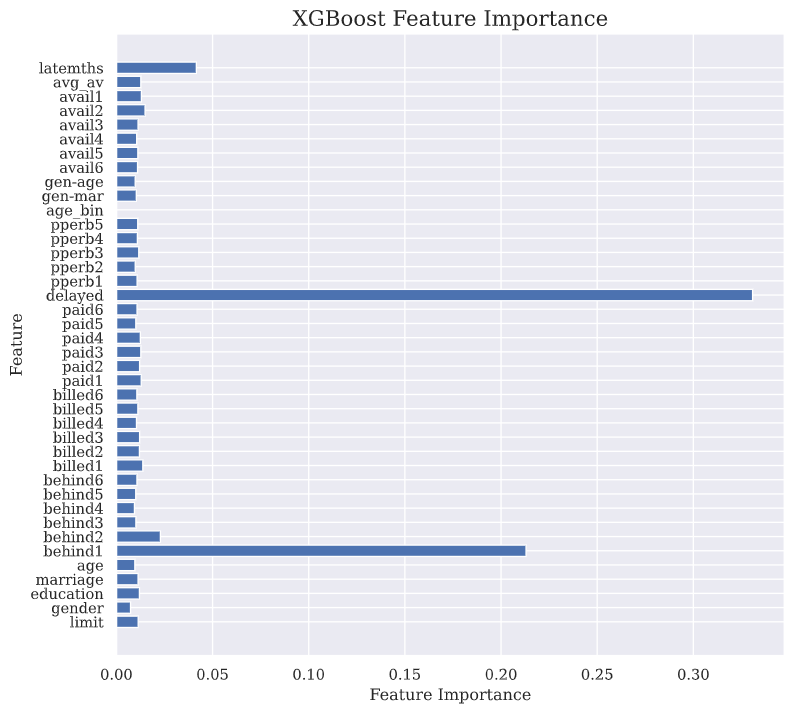 XGBoost Feature Importance
Feature
latemths
avg_av
avail1
avail2
avail3
avail4
avail5
avail6
gen-age
gen-mar
age_bin
pperb5
pperb4
pperb3
pperb2
pperb1
delayed
paid6
paid5
paid4
paid3
paid2
paid1
billed6
billed5
billed4
billed3
billed2
billed1
behind6
behind5
behind4
behind3
behind2
behind1
age
marriage
education
gender
limit
0.00 0.05 0.10 0.15 0.20 0.25 0.30
Feature Importance